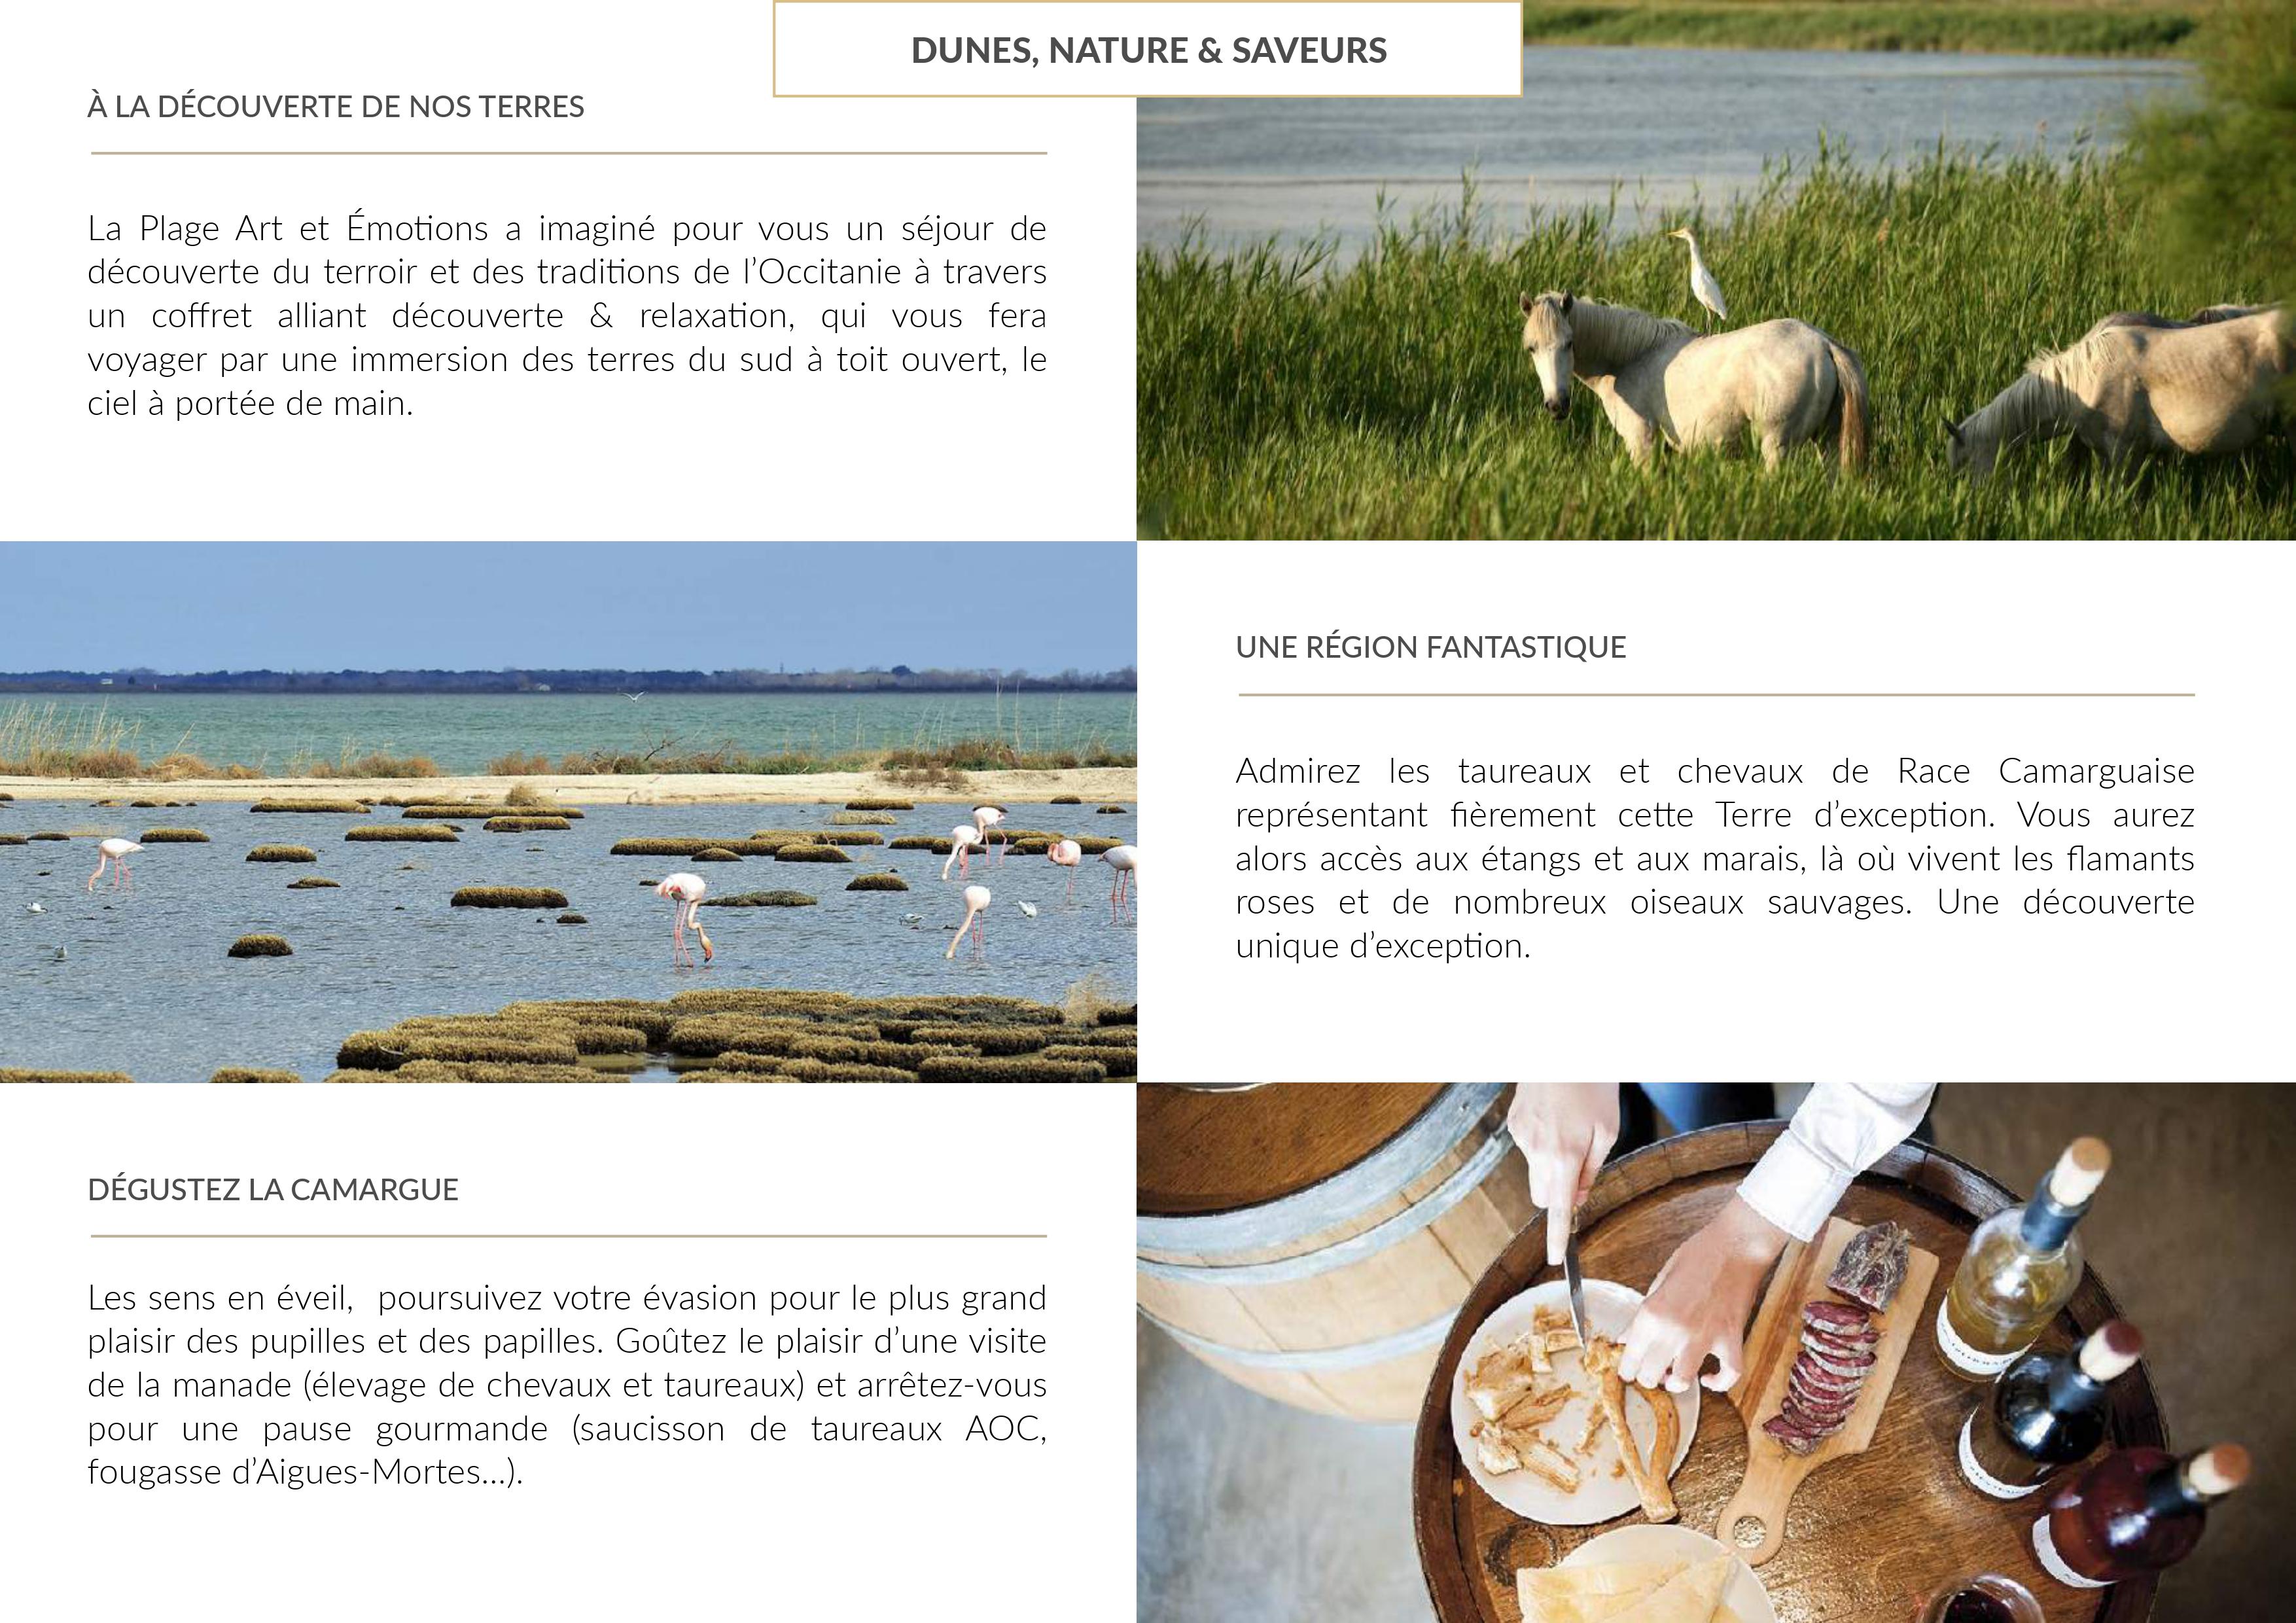 DUNES, NATURE & SAVEURS
À LA DÉCOUVERTE DE NOS TERRES
La Plage Art et Émotions a imaginé pour vous un séjour de
découverte du terroir et des traditions de l’Occitanie à travers
un coffret alliant découverte & relaxation, qui vous fera
voyager par une immersion des terres du sud à toit ouvert, le
ciel à portée de main.
UNE RÉGION FANTASTIQUE
Admirez les taureaux et chevaux de Race Camarguaise
représentant fièrement cette Terre d’exception. Vous aurez
alors accès aux étangs et aux marais, là où vivent les flamants
roses et de nombreux oiseaux sauvages. Une découverte
unique d’exception.
DÉGUSTEZ LA CAMARGUE
Les sens en éveil,  poursuivez votre évasion pour le plus grand
plaisir des pupilles et des papilles. Goûtez le plaisir d’une visite
de la manade (élevage de chevaux et taureaux) et arrêtez-vous
pour une pause gourmande (saucisson de taureaux AOC,
fougasse d’Aigues-Mortes...).